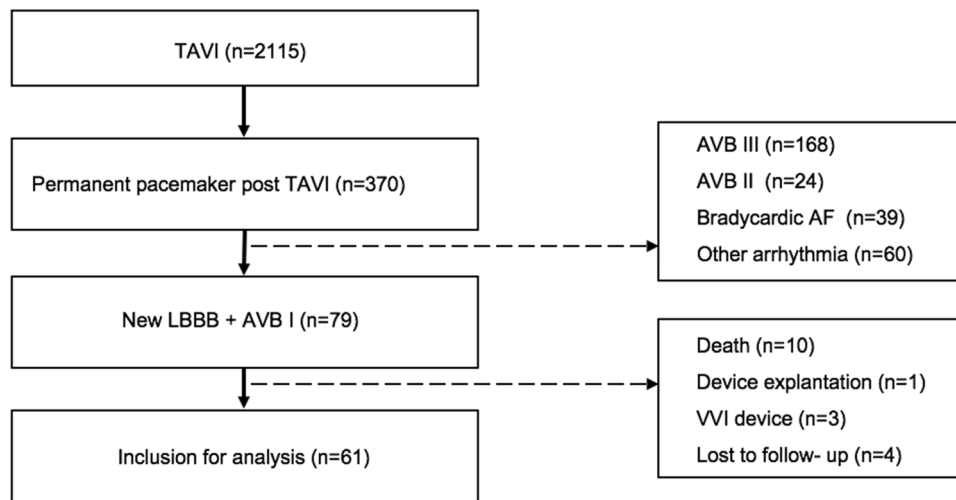 TAVI (n=2115)
Permanent pacemaker post TAVI (n=370)
AVB III (n=168)
AVB II (n=24)
Bradycardic AF (n=39)
Other arrhythmia (n=60)
New LBBB + AVB I (n=79)
Death (n=10)
Device explantation (n=1)
VVI device (n=3)
Lost to follow- up (n=4)
Inclusion for analysis (n=61)